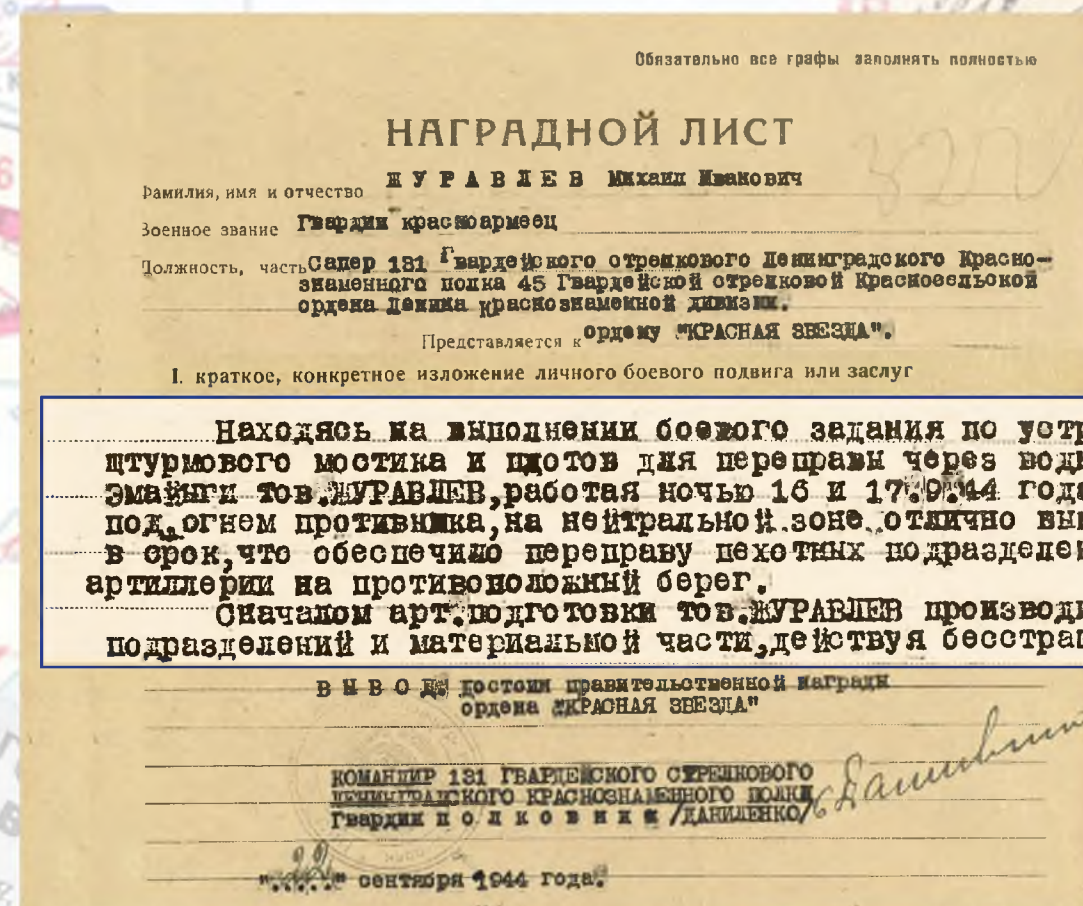 Обязательно все графы заполнять полностью
НАГРАДНОЙ ЛИСТ
Фамилия, имя и отчество ЖУРАВЛЕВ Михаил Иванович
Военное звание Гвардии красноармеец
Должность, часть Сапер 131 Гвардейского стрелкового Ленинградского Красно-
знаменного полка 45 Гвардейской стрелковой Красносельской
ордена Ленина Краснознаменной дивизии.
Представляется к ордену "КРАСНАЯ ЗВЕЗДА".
I. краткое, конкретное изложение личного боевого подвига или заслуг
Находясь на выполнении боевого задания по устр
штурмового мостика и плотов для переправы через водн
Эмайыги тов.ЖУРАВЛЕВ,работая ночью 16 и 17.9.44 года
под огнем противника,на нейтральной зоне отлично вып
в срок,что обеспечило переправу пехотных подразделен
артиллерии на противоположный берег.
Сначалом арт.подготовки тов.ЖУРАВЛЕВ производи
подразделений и материальной части,действуя бесстраш
ВЫВОД: достоин правительственной награды
ордена "КРАСНАЯ ЗВЕЗДА"
КОМАНДИР 131 ГВАРДЕЙСКОГО СТРЕЛКОВОГО
ЛЕНИНГРАДСКОГО КРАСНОЗНАМЕННОГО ПОЛКА
Гвардии полковник /ДАНИЛЕНКО/
"22" сентября 1944 года.